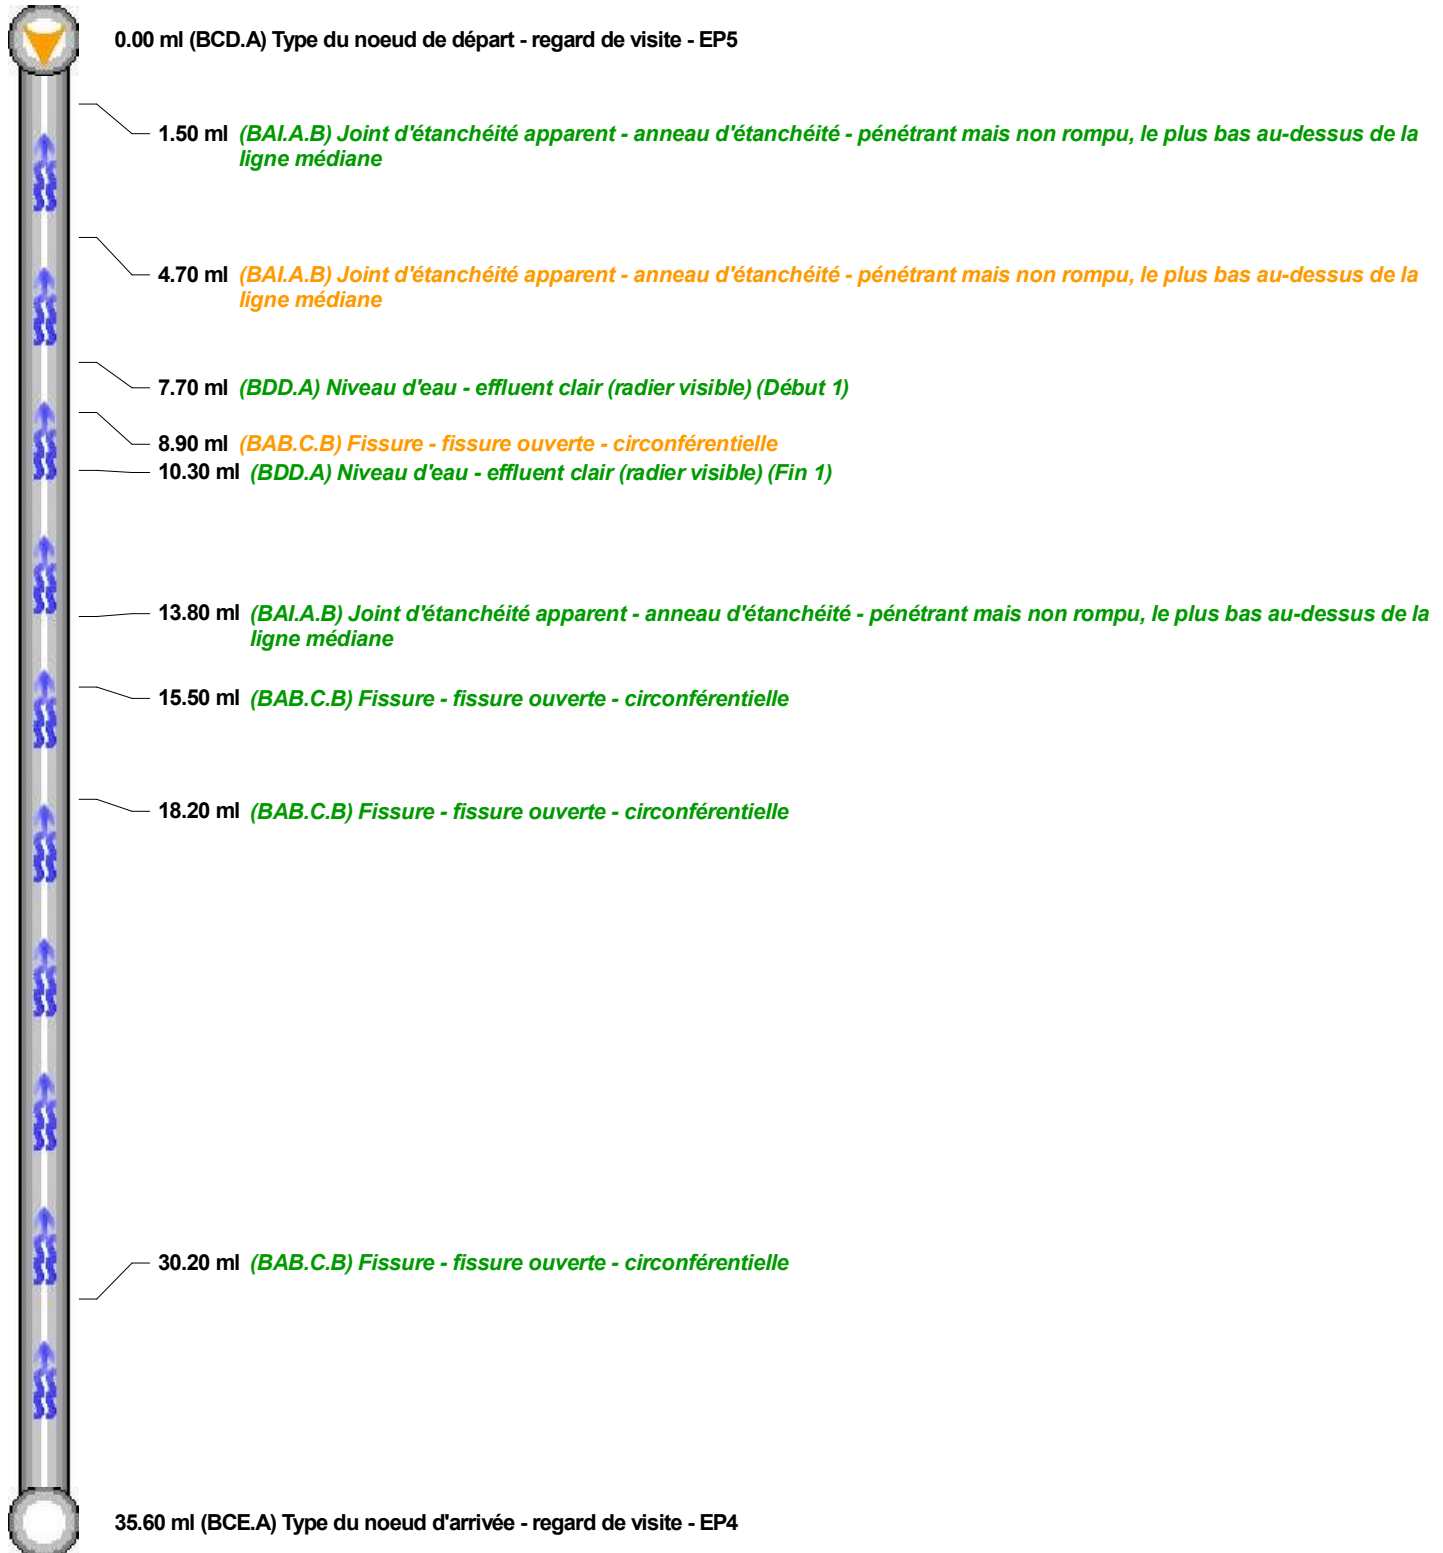 0.00 ml (BCD.A) Type du noeud de départ - regard de visite - EP5
1.50 ml (BAI.A.B) Joint d'étanchéité apparent - anneau d'étanchéité - pénétrant mais non rompu, le plus bas au-dessus de la
ligne médiane
4.70 ml (BAI.A.B) Joint d'étanchéité apparent - anneau d'étanchéité - pénétrant mais non rompu, le plus bas au-dessus de la
ligne médiane
7.70 ml (BDD.A) Niveau d'eau - effluent clair (radier visible) (Début 1)
8.90 ml (BAB.C.B) Fissure - fissure ouverte - circonférentielle
10.30 ml (BDD.A) Niveau d'eau - effluent clair (radier visible) (Fin 1)
13.80 ml (BAI.A.B) Joint d'étanchéité apparent - anneau d'étanchéité - pénétrant mais non rompu, le plus bas au-dessus de la
ligne médiane
15.50 ml (BAB.C.B) Fissure - fissure ouverte - circonférentielle
18.20 ml (BAB.C.B) Fissure - fissure ouverte - circonférentielle
30.20 ml (BAB.C.B) Fissure - fissure ouverte - circonférentielle
35.60 ml (BCE.A) Type du noeud d'arrivée - regard de visite - EP4